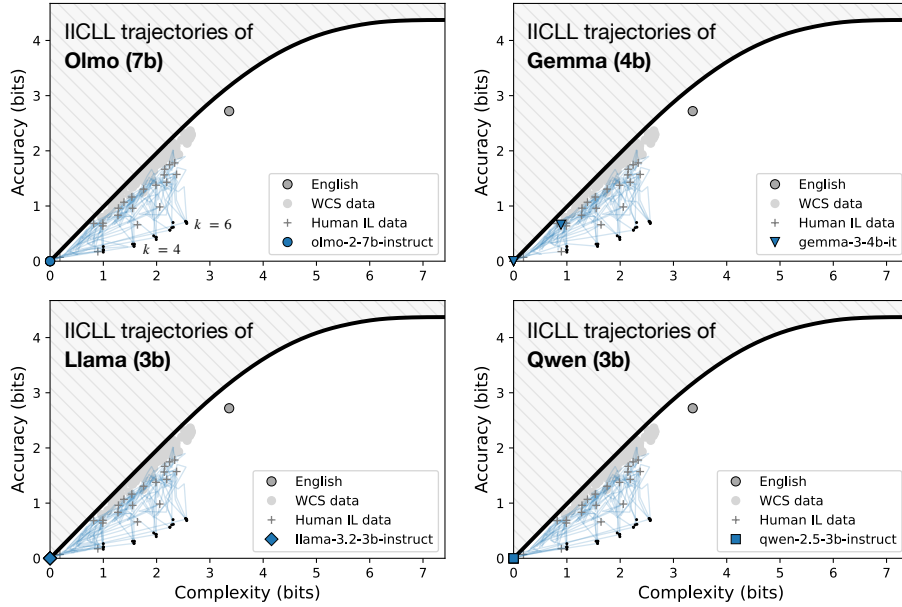 IICLL trajectories of
Olmo (7b)
Accuracy (bits)
4
3
2
1
0
0 1 2 3 4 5 6 7
k = 6
k = 4
English
WCS data
Human IL data
olmo-2-7b-instruct
IICLL trajectories of
Gemma (4b)
Accuracy (bits)
4
3
2
1
0
0 1 2 3 4 5 6 7
English
WCS data
Human IL data
gemma-3-4b-it
IICLL trajectories of
Llama (3b)
Accuracy (bits)
4
3
2
1
0
0 1 2 3 4 5 6 7
Complexity (bits)
English
WCS data
Human IL data
llama-3.2-3b-instruct
IICLL trajectories of
Qwen (3b)
Accuracy (bits)
4
3
2
1
0
0 1 2 3 4 5 6 7
Complexity (bits)
English
WCS data
Human IL data
qwen-2.5-3b-instruct